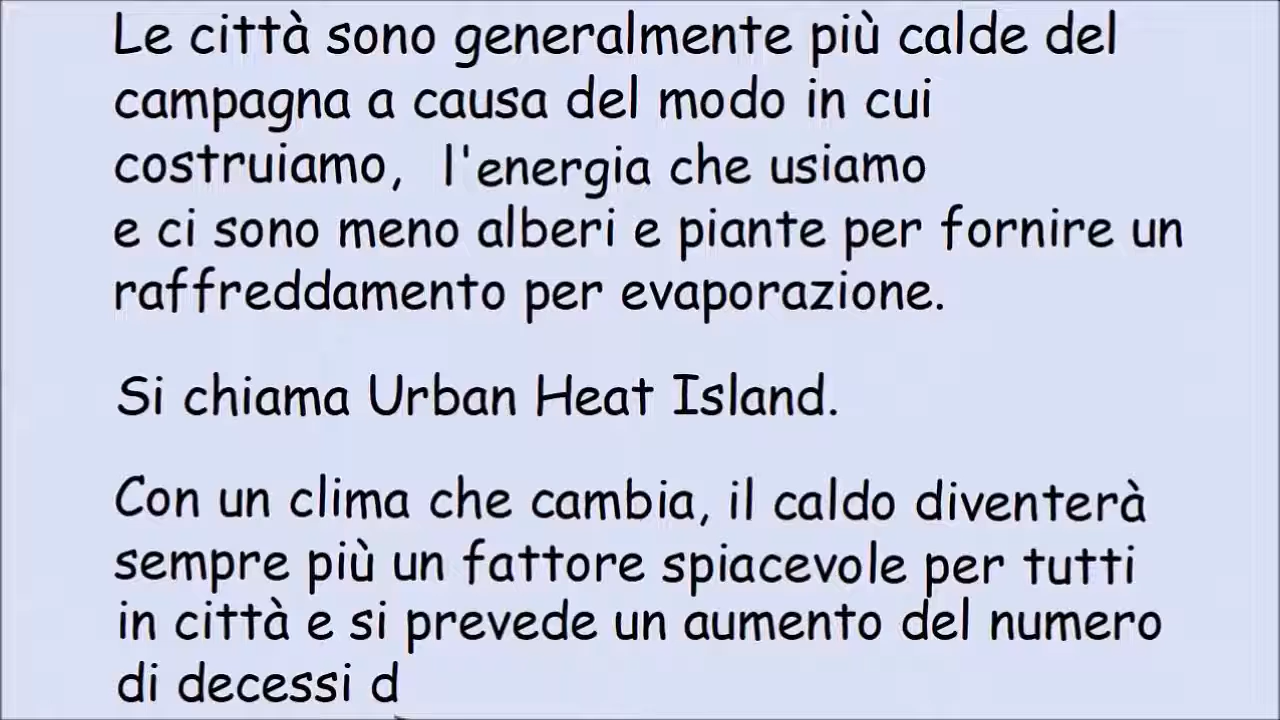 Le città sono generalmente più calde del
campagna a causa del modo in cui
costruiamo, l'energia che usiamo
e ci sono meno alberi e piante per fornire un
raffreddamento per evaporazione.
Si chiama Urban Heat Island.
Con un clima che cambia, il caldo diventerà
sempre più un fattore spiacevole per tutti
in città e si prevede un aumento del numero
di decessi d